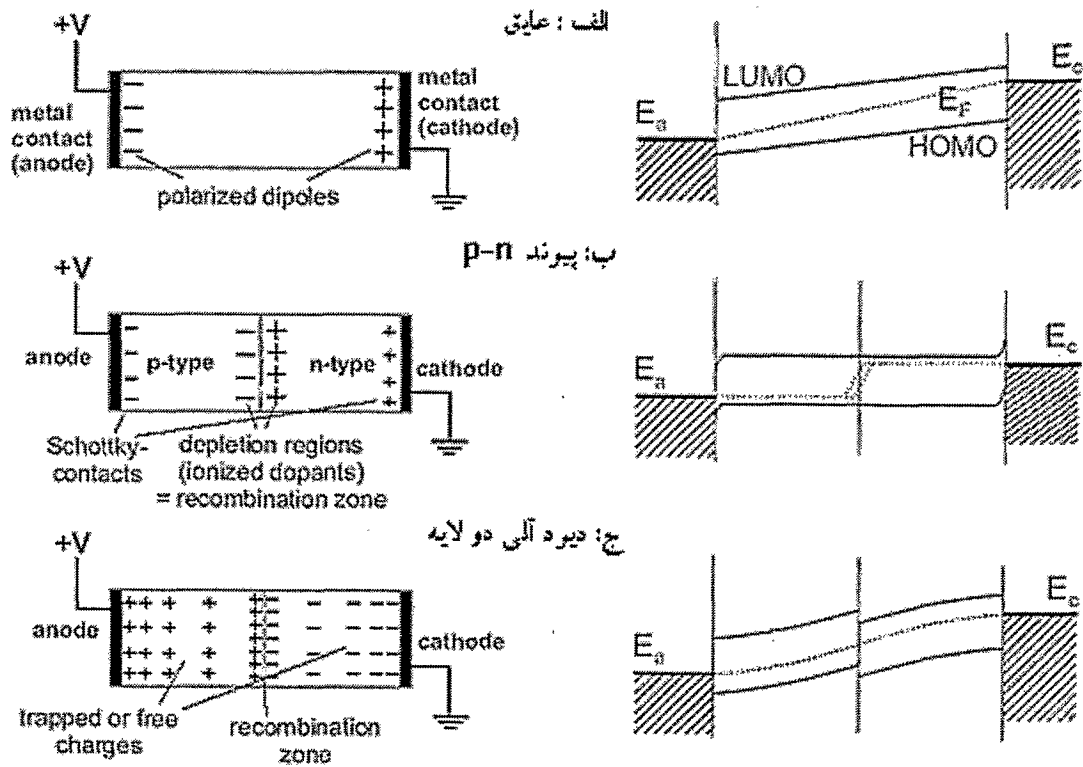 الف : عایق
+V
metal
contact
(anode)
metal
contact
(cathode)
polarized dipoles
LUMO
E_a
E_F
HOMO
E_c
ب: پیوند p-n
+V
anode
p-type
n-type
cathode
Schottky-
contacts
depletion regions
(ionized dopants)
= recombination zone
E_a
E_c
ج: دیود آلی دو لایه
+V
anode
cathode
trapped or free
charges
recombination
zone
E_a
E_c